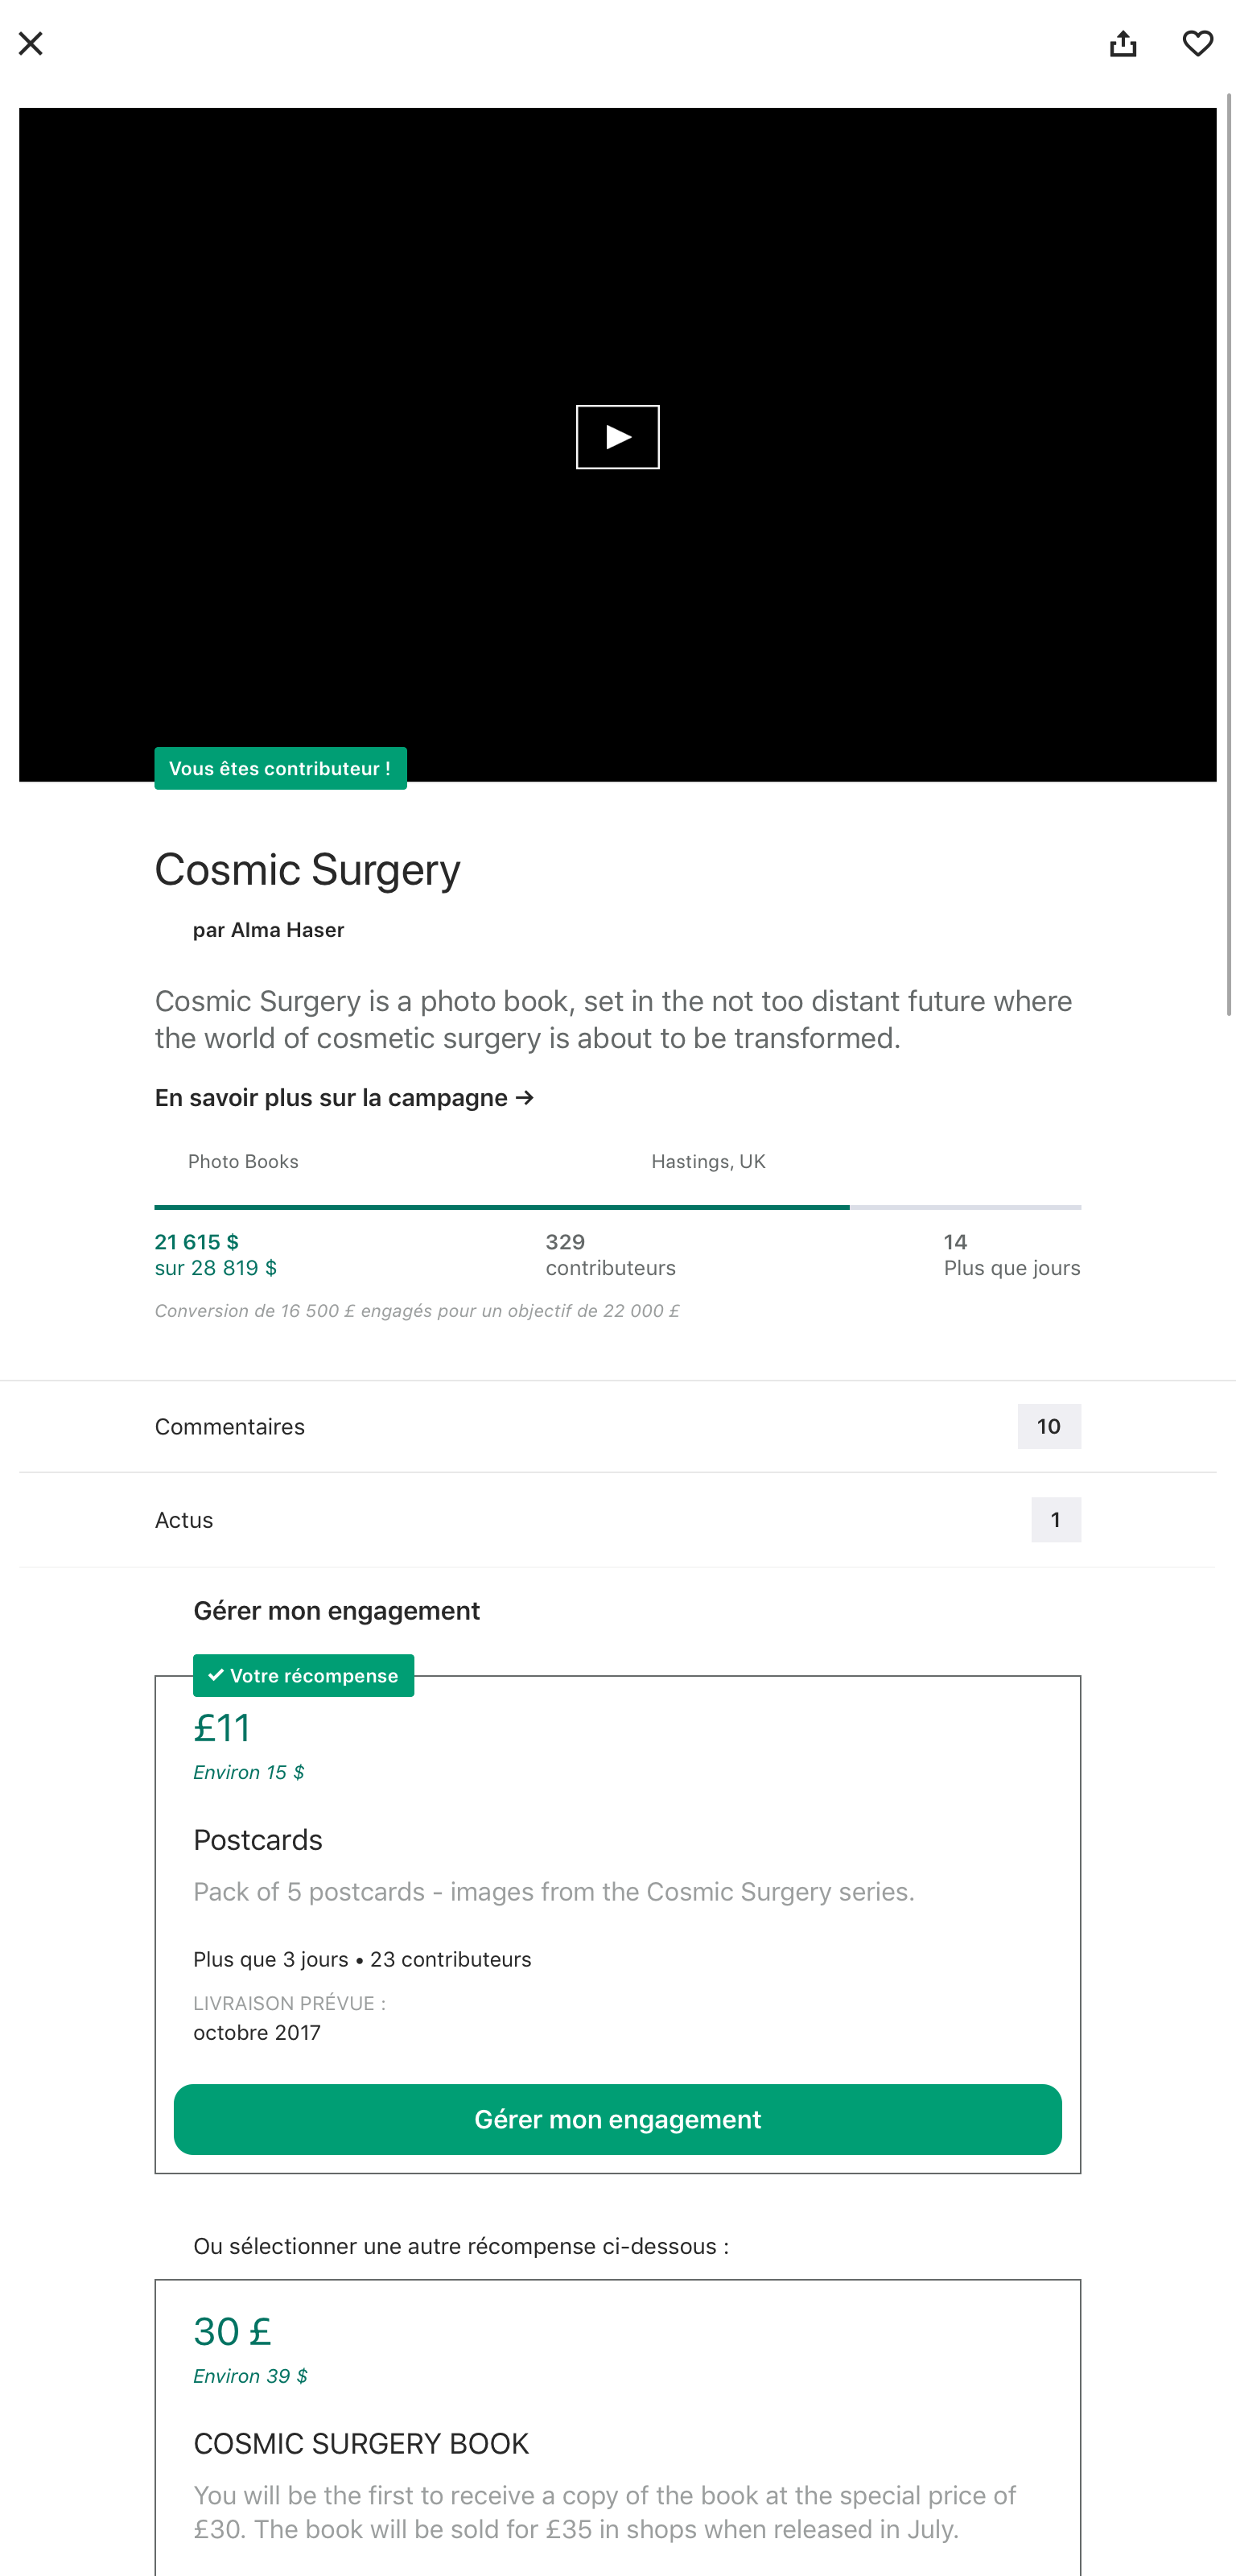 Vous êtes contributeur !
Cosmic Surgery
par Alma Haser
Cosmic Surgery is a photo book, set in the not too distant future where
the world of cosmetic surgery is about to be transformed.
En savoir plus sur la campagne →
Photo Books
Hastings, UK
21 615 $
sur 28 819 $
329
contributeurs
14
Plus que jours
Conversion de 16 500 £ engagés pour un objectif de 22 000 £
Commentaires
10
Actus
1
Gérer mon engagement
✓ Votre récompense
£11
Environ 15 $
Postcards
Pack of 5 postcards - images from the Cosmic Surgery series.
Plus que 3 jours • 23 contributeurs
LIVRAISON PRÉVUE :
octobre 2017
Gérer mon engagement
Ou sélectionner une autre récompense ci-dessous :
30 £
Environ 39 $
COSMIC SURGERY BOOK
You will be the first to receive a copy of the book at the special price of
£30. The book will be sold for £35 in shops when released in July.